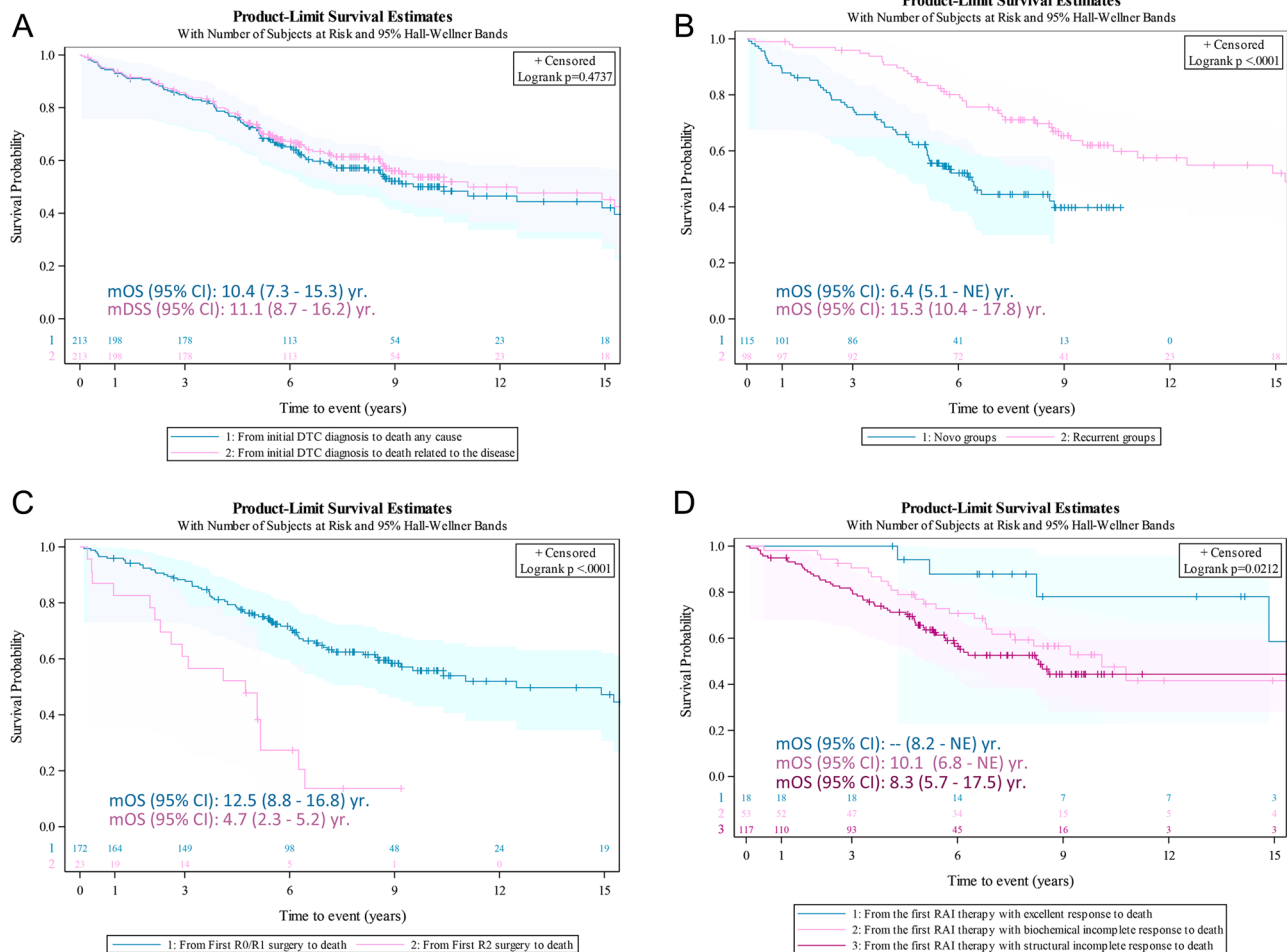 A
Product-Limit Survival Estimates
With Number of Subjects at Risk and 95% Hall-Wellner Bands
+ Censored
Logrank p=0.4737
1.0
0.8
0.6
0.4
0.2
0.0
Survival Probability
mOS (95% CI): 10.4 (7.3 - 15.3) yr.
mDSS (95% CI): 11.1 (8.7 - 16.2) yr.
1 213 198 178 113 54 23 18
2 213 198 178 113 54 23 18
0 1 3 6 9 12 15
Time to event (years)
1: From initial DTC diagnosis to death any cause
2: From initial DTC diagnosis to death related to the disease
B
Product-Limit Survival Estimates
With Number of Subjects at Risk and 95% Hall-Wellner Bands
+ Censored
Logrank p <.0001
1.0
0.8
0.6
0.4
0.2
0.0
Survival Probability
mOS (95% CI): 6.4 (5.1 - NE) yr.
mOS (95% CI): 15.3 (10.4 - 17.8) yr.
1 115 101 86 41 13 0
2 98 97 92 72 41 23 18
0 1 3 6 9 12 15
Time to event (years)
1: Novo groups 2: Recurrent groups
C
Product-Limit Survival Estimates
With Number of Subjects at Risk and 95% Hall-Wellner Bands
+ Censored
Logrank p <.0001
1.0
0.8
0.6
0.4
0.2
0.0
Survival Probability
mOS (95% CI): 12.5 (8.8 - 16.8) yr.
mOS (95% CI): 4.7 (2.3 - 5.2) yr.
1 172 164 149 98 48 24 19
2 23 19 14 5 1 0
0 1 3 6 9 12 15
Time to event (years)
1: From First R0/R1 surgery to death 2: From First R2 surgery to death
D
Product-Limit Survival Estimates
With Number of Subjects at Risk and 95% Hall-Wellner Bands
+ Censored
Logrank p=0.0212
1.0
0.8
0.6
0.4
0.2
0.0
Survival Probability
mOS (95% CI): -- (8.2 - NE) yr.
mOS (95% CI): 10.1 (6.8 - NE) yr.
mOS (95% CI): 8.3 (5.7 - 17.5) yr.
1 18 18 18 14 7 7 3
2 53 52 47 34 15 5 4
3 117 110 93 45 16 3 3
0 1 3 6 9 12 15
Time to event (years)
1: From the first RAI therapy with excellent response to death
2: From the first RAI therapy with biochemical incomplete response to death
3: From the first RAI therapy with structural incomplete response to death